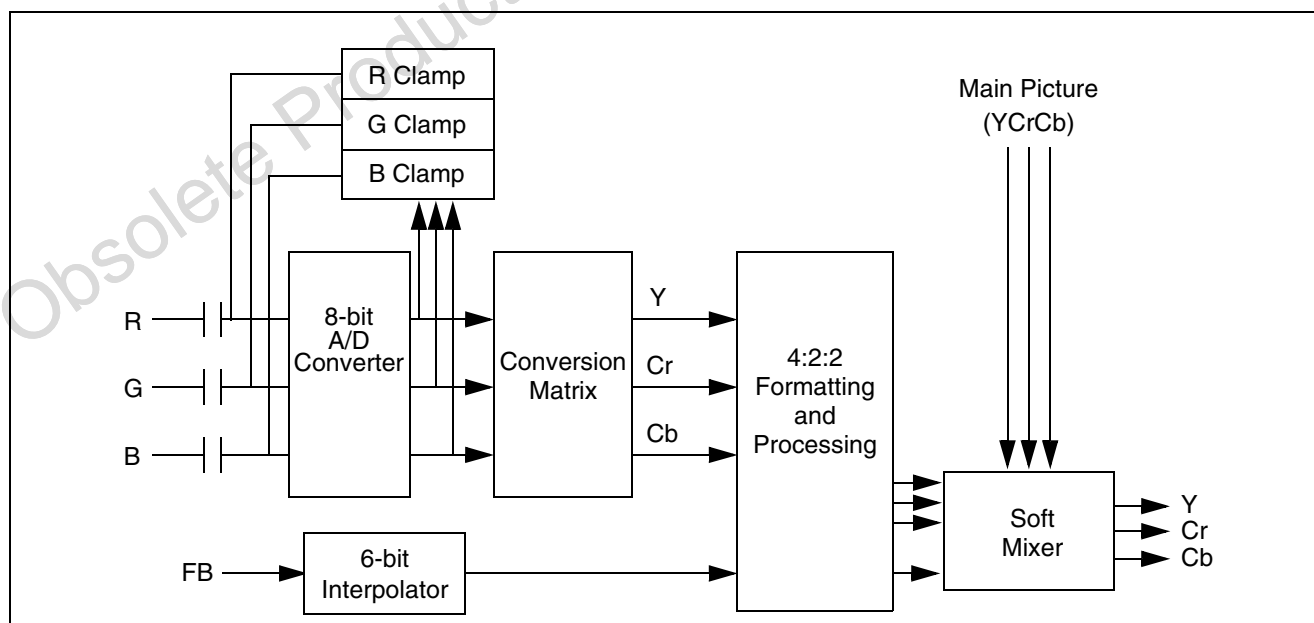 Obsolete Produc
R Clamp
G Clamp
B Clamp
Main Picture
(YCrCb)
R
G
B
8-bit
A/D
Converter
Conversion
Matrix
Y
Cr
Cb
4:2:2
Formatting
and
Processing
FB
6-bit
Interpolator
Soft
Mixer
Y
Cr
Cb